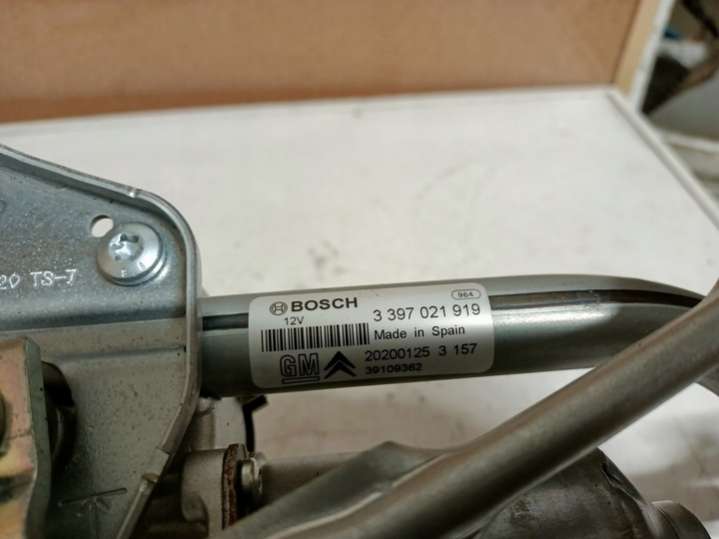 BOSCH
964
12V
3 397 021 919
Made in Spain
GM
20200125 3 157
39109362
20 TS-7